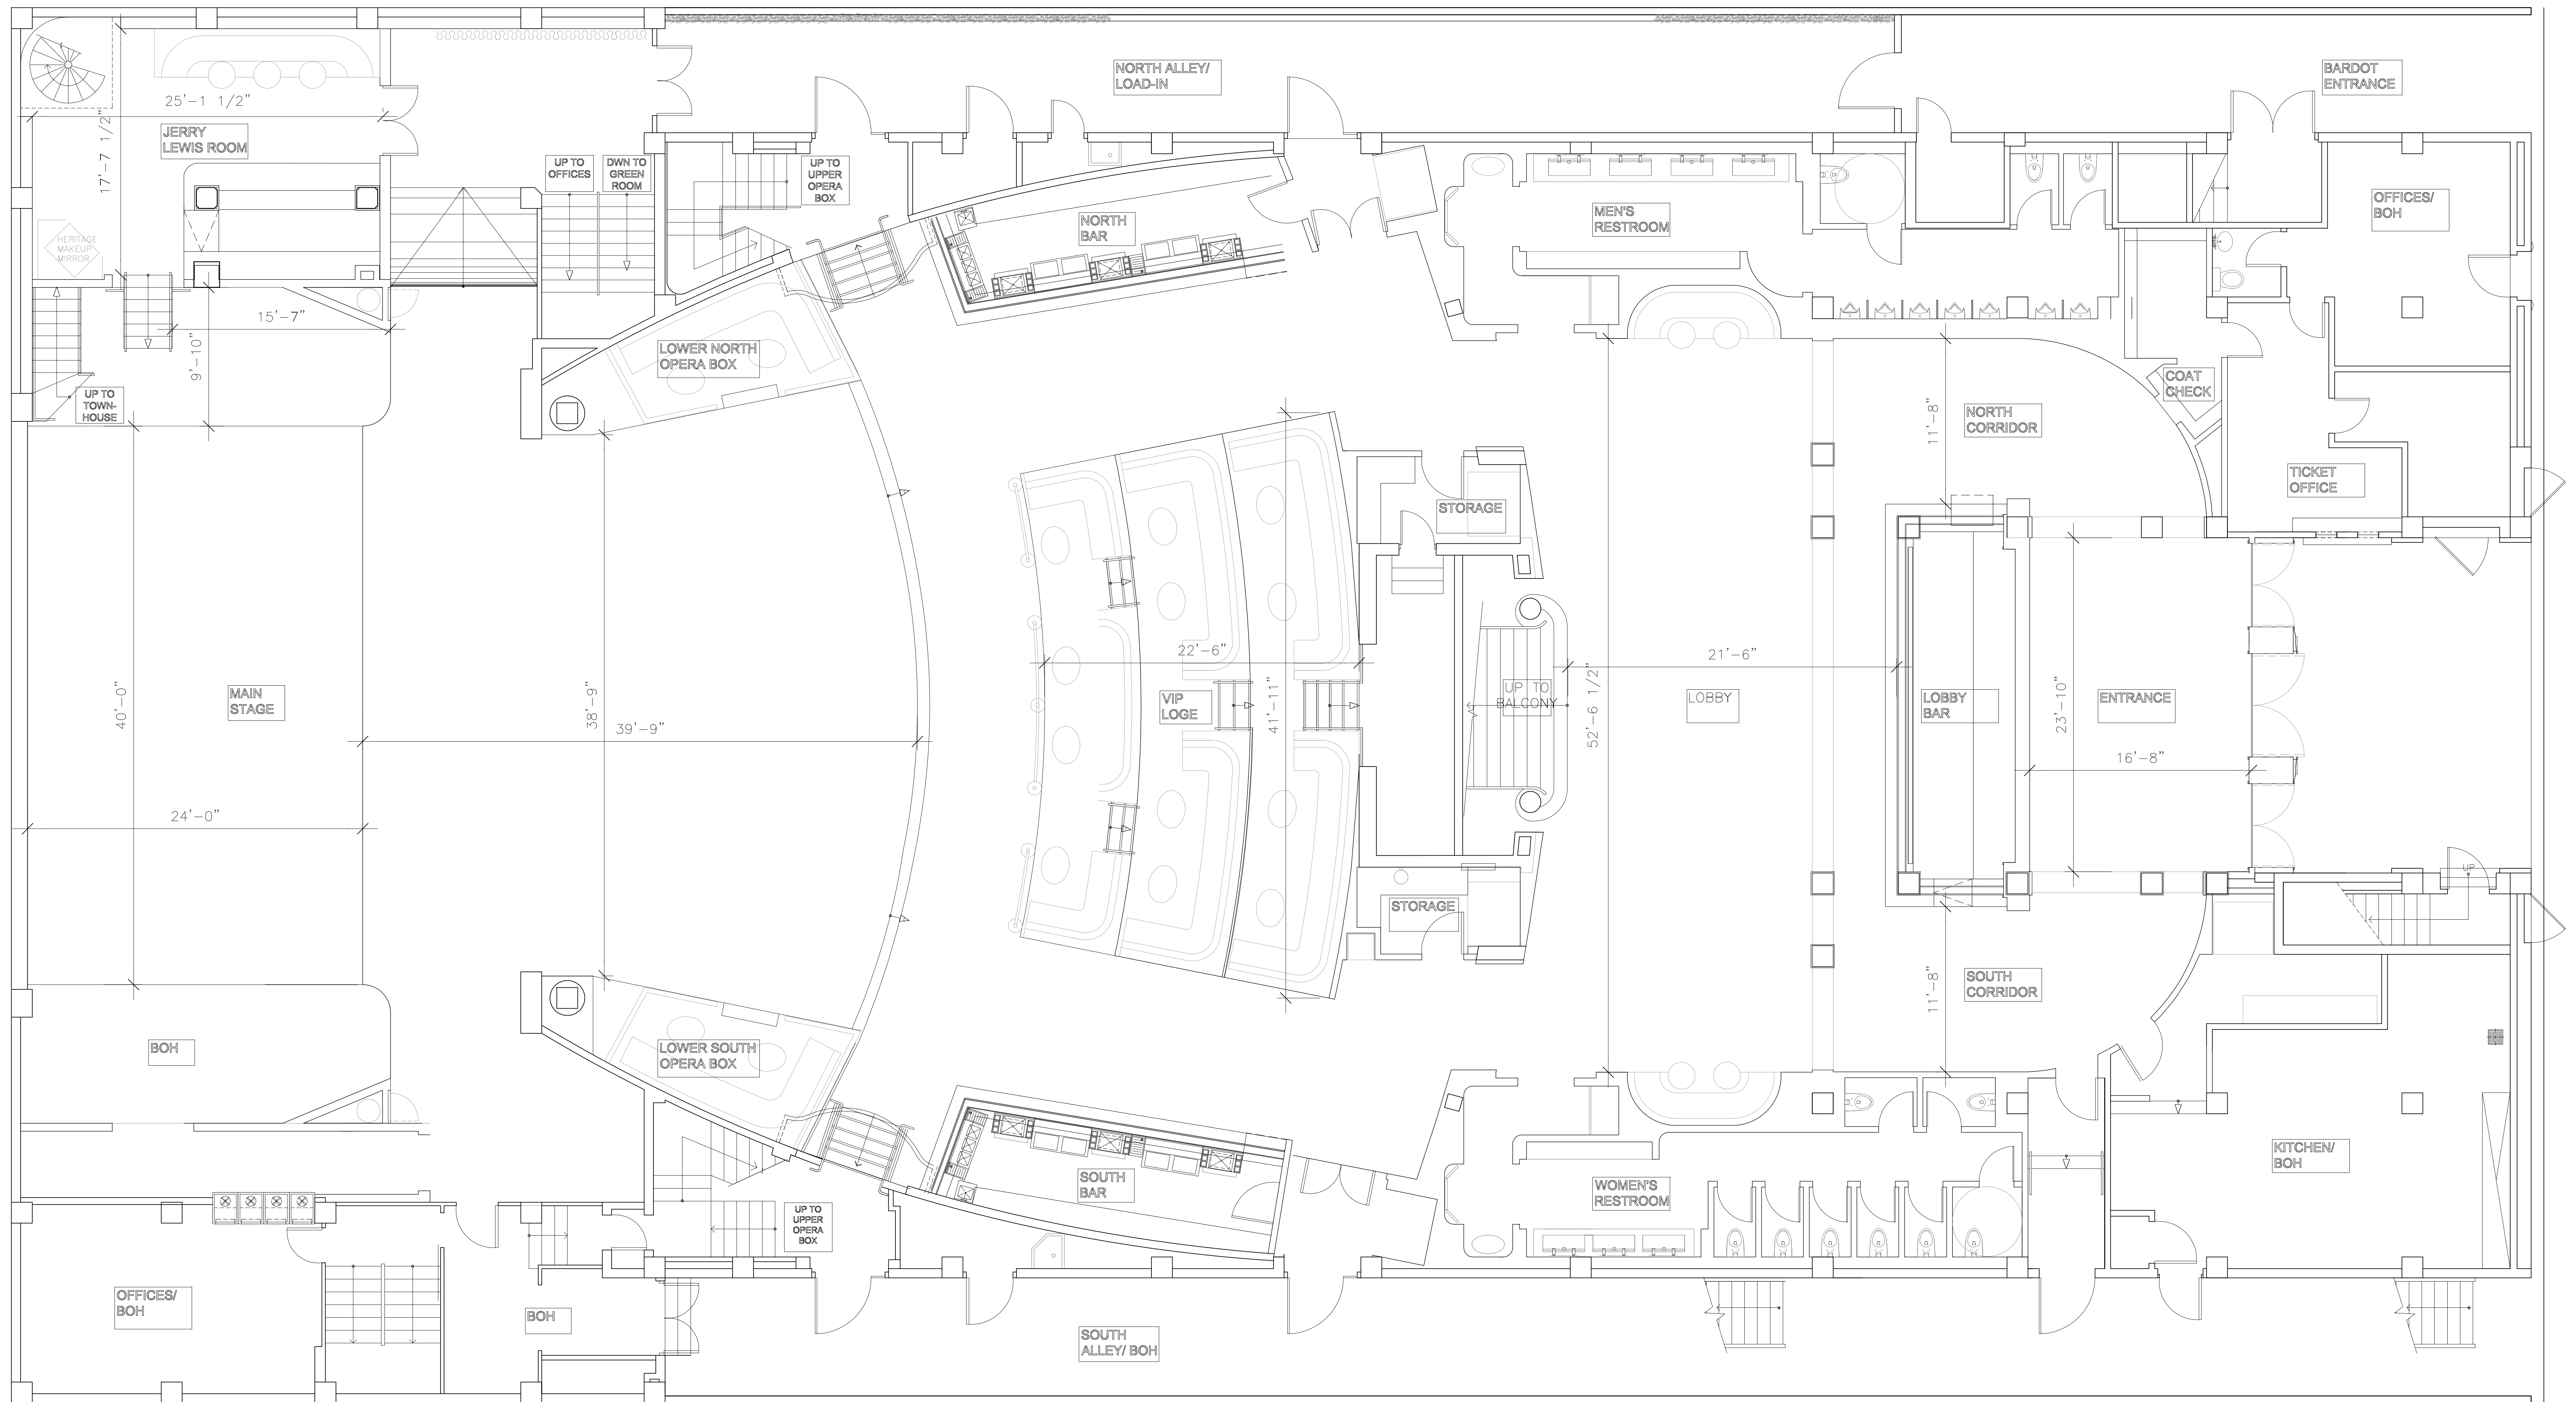 NORTH ALLEY/
LOAD-IN
BARDOT
ENTRANCE
25'-1 1/2"
17'-7 1/2"
JERRY
LEWIS ROOM
UP TO
OFFICES
DWN TO
GREEN
ROOM
UP TO
UPPER
OPERA
BOX
NORTH
BAR
MEN'S
RESTROOM
OFFICES/
BOH
HERITAGE
MAKEUP
MIRROR
15'-7"
9'-10"
LOWER NORTH
OPERA BOX
UP TO
TOWN-
HOUSE
COAT
CHECK
11'-8"
NORTH
CORRIDOR
TICKET
OFFICE
STORAGE
22'-6"
21'-6"
40'-0"
MAIN
STAGE
38'-9"
39'-9"
VIP
LOGE
41'-11"
UP TO
BALCONY
52'-6 1/2"
LOBBY
LOBBY
BAR
23'-10"
ENTRANCE
16'-8"
24'-0"
UP
STORAGE
11'-8"
SOUTH
CORRIDOR
BOH
LOWER SOUTH
OPERA BOX
SOUTH
BAR
WOMEN'S
RESTROOM
KITCHEN/
BOH
UP TO
UPPER
OPERA
BOX
OFFICES/
BOH
BOH
SOUTH
ALLEY/ BOH